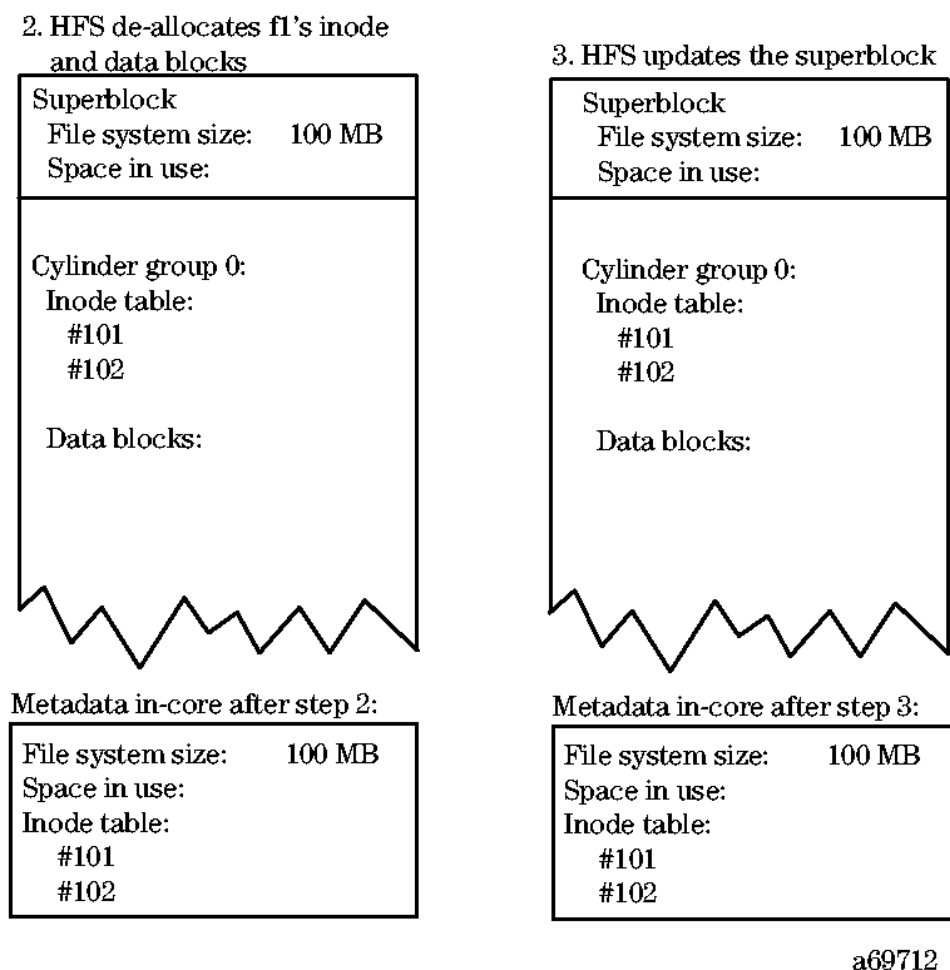 2. HFS de-allocates f1's inode
and data blocks
Superblock
File system size: 100 MB
Space in use:
Cylinder group 0:
Inode table:
#101
#102
Data blocks:
Metadata in-core after step 2:
File system size: 100 MB
Space in use:
Inode table:
#101
#102
3. HFS updates the superblock
Superblock
File system size: 100 MB
Space in use:
Cylinder group 0:
Inode table:
#101
#102
Data blocks:
Metadata in-core after step 3:
File system size: 100 MB
Space in use:
Inode table:
#101
#102
a69712